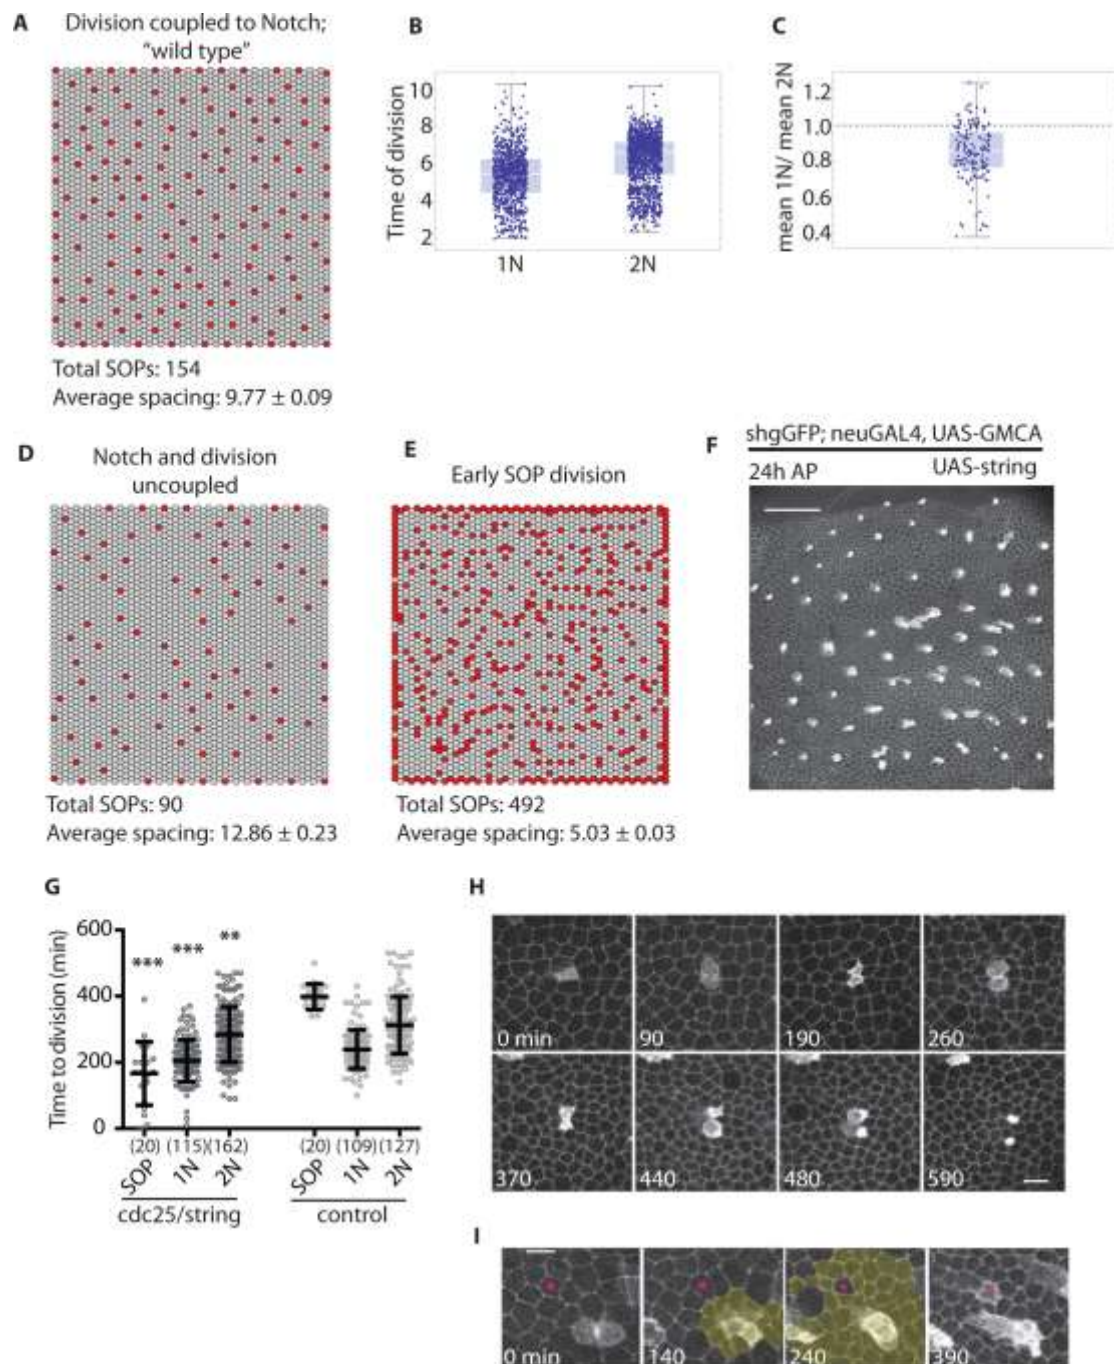 A
Division coupled to Notch;
"wild type"
Total SOPs: 154
Average spacing: 9.77 ± 0.09
B
Time of division
10
8
6
4
2
1N
2N
C
mean 1N/ mean 2N
1.2
1.0
0.8
0.6
0.4
D
Notch and division
uncoupled
Total SOPs: 90
Average spacing: 12.86 ± 0.23
E
Early SOP division
Total SOPs: 492
Average spacing: 5.03 ± 0.03
F
shgGFP; neuGAL4, UAS-GMCA
24h AP
UAS-string
G
Time to division (min)
600
400
200
0
***
***
**
(20)
(115)
(162)
(20)
(109)
(127)
SOP
1N
2N
SOP
1N
2N
cdc25/string
control
H
0 min
90
190
260
370
440
480
590
I
0 min
140
240
390